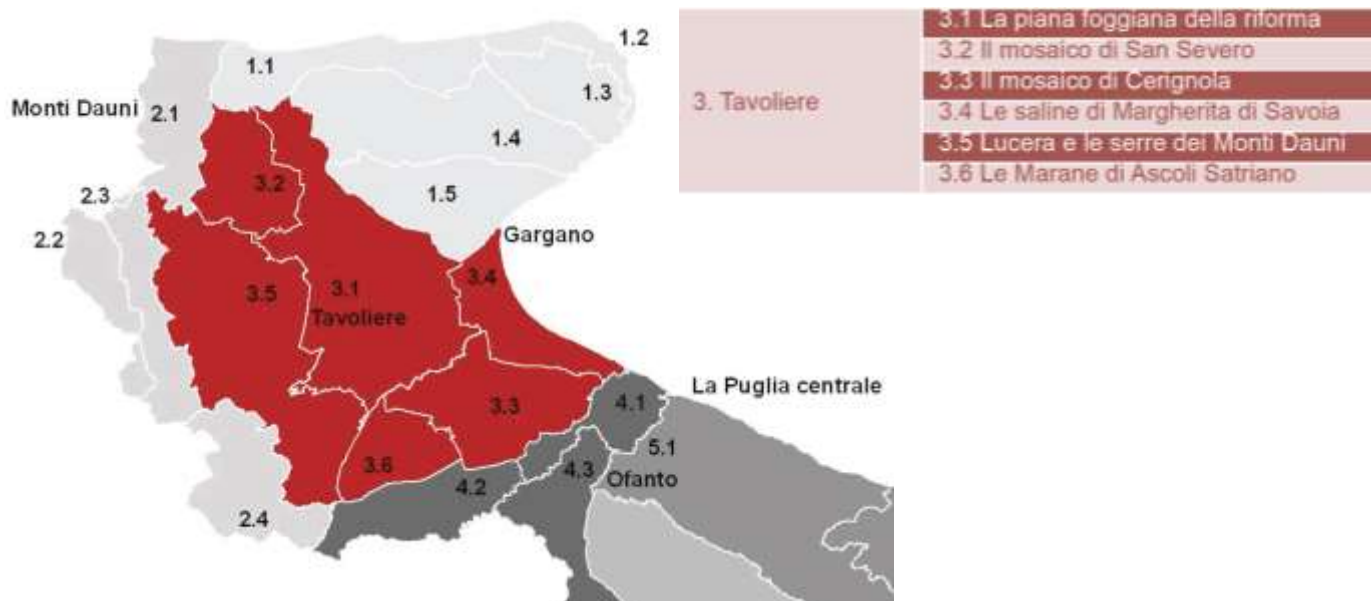 1.2
1.1
1.3
Monti Dauni
2.1
1.4
3.2
2.3
1.5
2.2
Gargano
3.4
3.5
3.1
Tavoliere
La Puglia centrale
3.3
4.1
5.1
3.6
4.3
Ofanto
4.2
2.4
3. Tavoliere
3.1 La piana foggiana della riforma
3.2 Il mosaico di San Severo
3.3 Il mosaico di Cerignola
3.4 Le saline di Margherita di Savoia
3.5 Lucera e le serre dei Monti Dauni
3.6 Le Marane di Ascoli Satriano